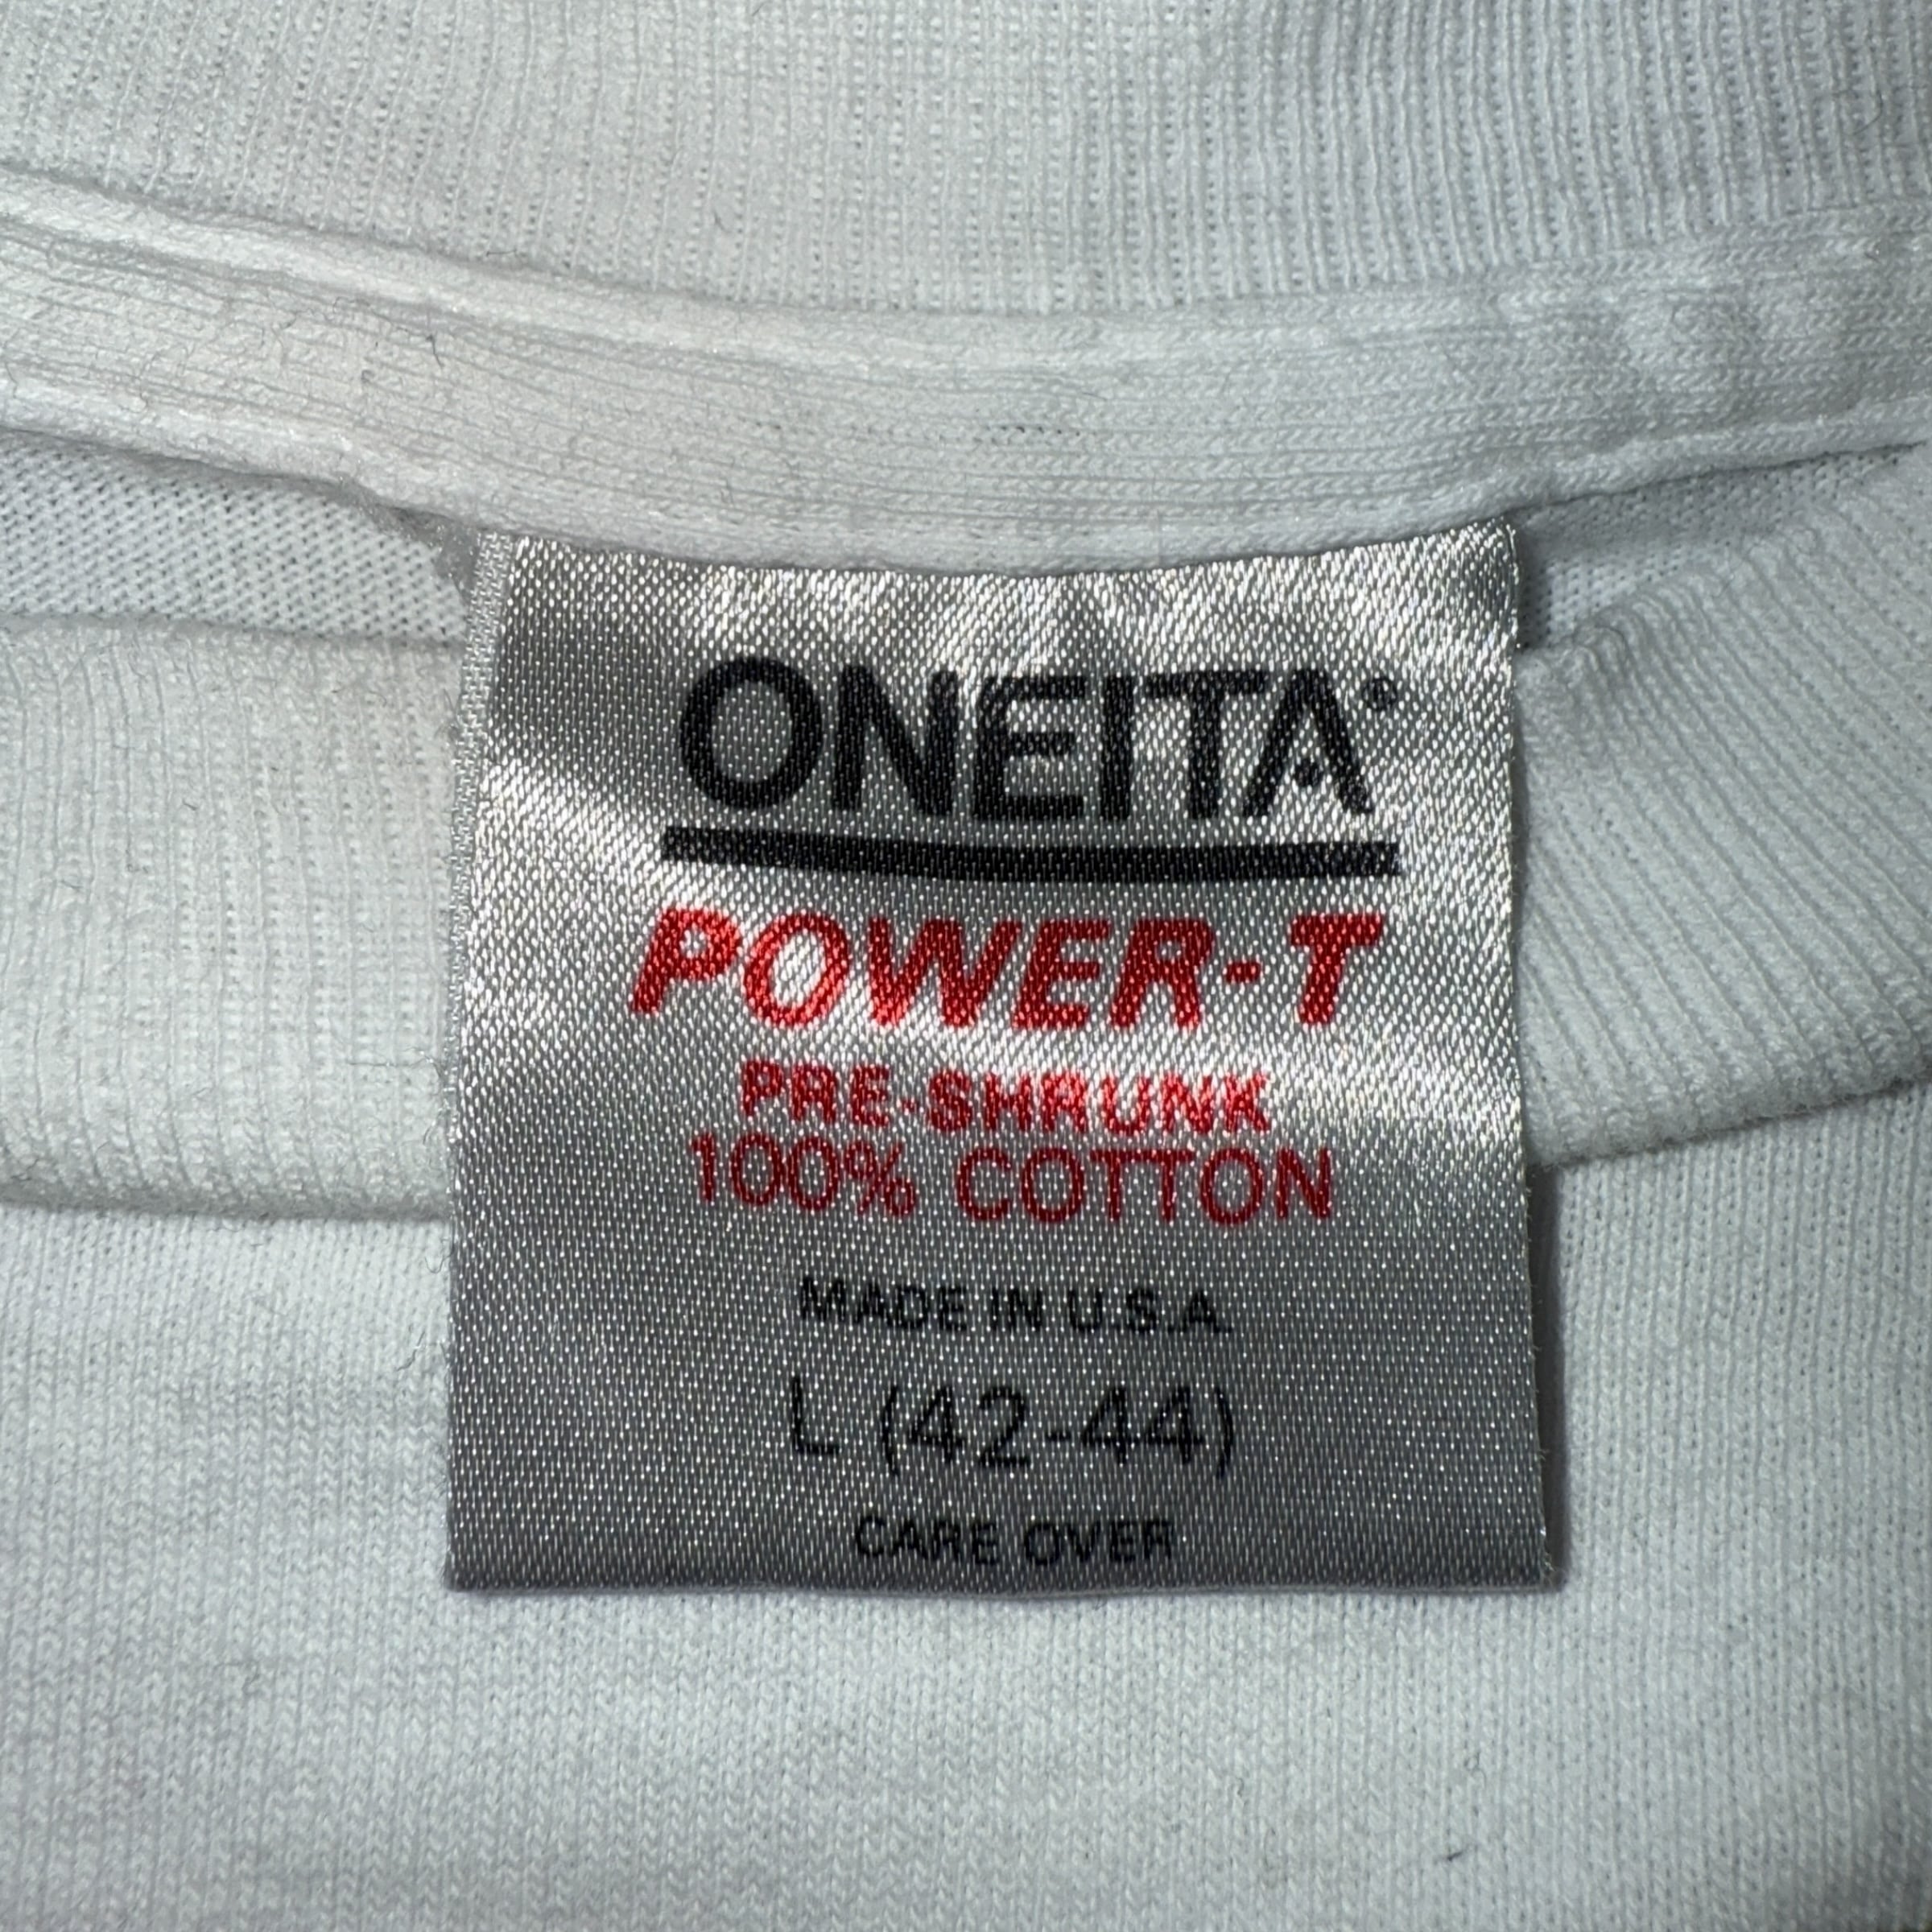 ONEITA®
POWER-T
PRE-SHRUNK
100% COTTON
MADE IN U.S.A.
L (42-44)
CARE OVER